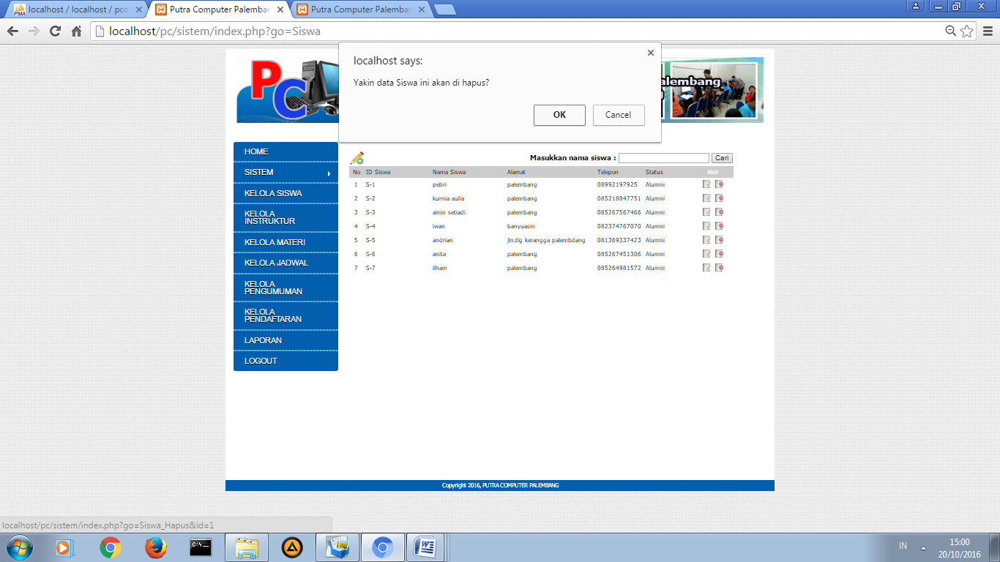 localhost / localhost / pcd
Putra Computer Palembar
Putra Computer Palembar
localhost/pc/sistem/index.php?go=Siswa
localhost says:
Yakin data Siswa ini akan di hapus?
OK Cancel
PC
alembang
HOME
SISTEM
KELOLA SISWA
KELOLA
INSTRUKTUR
KELOLA MATERI
KELOLA JADWAL
KELOLA
PENGUMUMAN
KELOLA
PENDAFTARAN
LAPORAN
LOGOUT
Masukkan nama siswa : Cari
No ID Siswa Nama Siswa Alamat Telepon Status Aksi
1 S-1 pebri palembang 08992197925 Alumni
2 S-2 kurnia aulia palembang 085218847751 Alumni
3 S-3 amin setiadi palembang 085267567466 Alumni
4 S-4 iwan banyuasin 082374767070 Alumni
5 S-5 andrian jln.tlg kerangga palembdang 081369337423 Alumni
6 S-6 anita palembang 085267451306 Alumni
7 S-7 ilham palembang 085264981572 Alumni
Copyright 2016, PUTRA COMPUTER PALEMBANG
localhost/pc/sistem/index.php?go=Siswa_Hapus&id=1
IN
15:00
20/10/2016